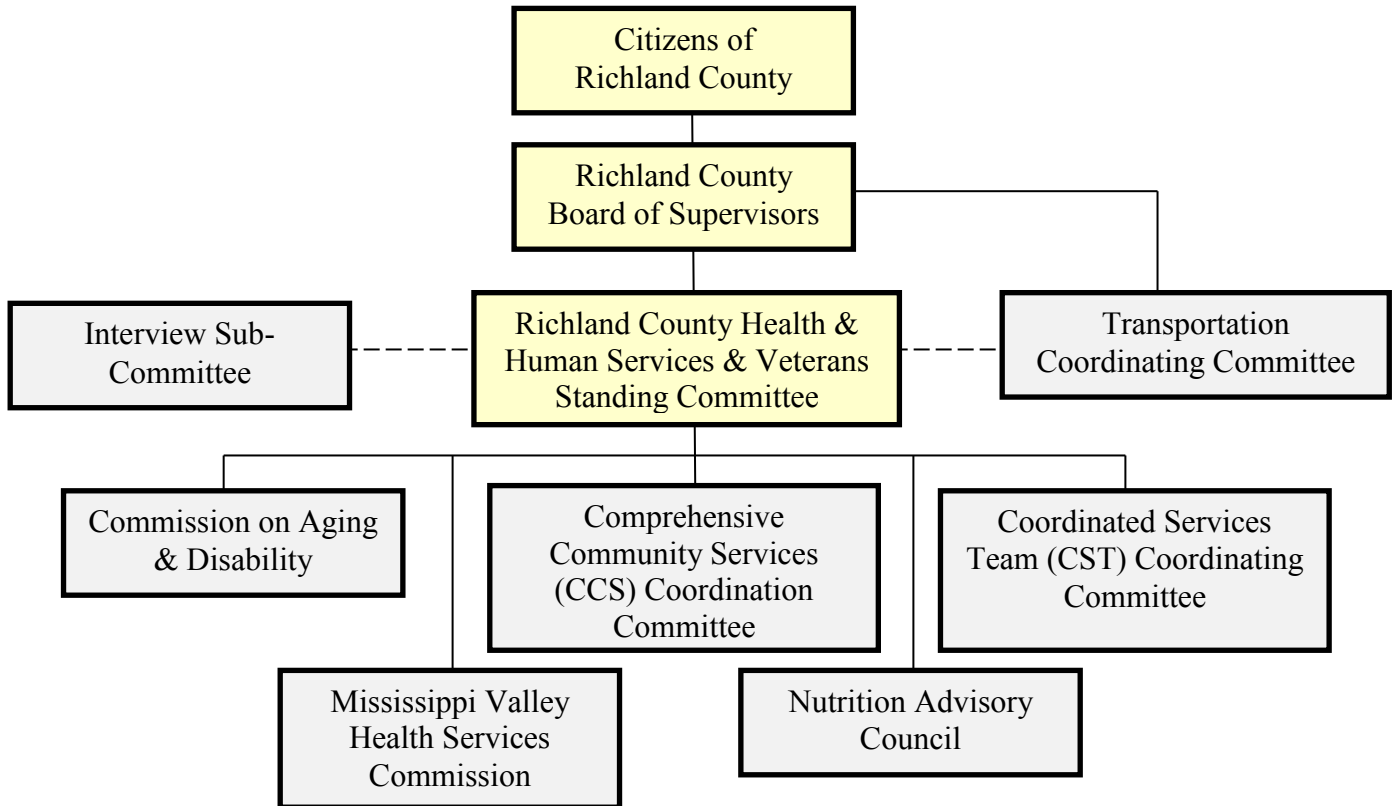 Citizens of
Richland County
Richland County
Board of Supervisors
Interview Sub-
Committee
Richland County Health &
Human Services & Veterans
Standing Committee
Transportation
Coordinating Committee
Commission on Aging
& Disability
Comprehensive
Community Services
(CCS) Coordination
Committee
Coordinated Services
Team (CST) Coordinating
Committee
Mississippi Valley
Health Services
Commission
Nutrition Advisory
Council